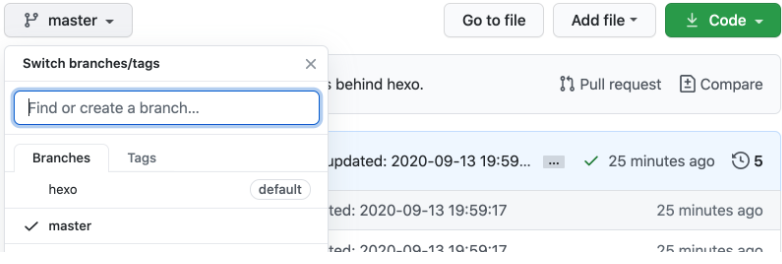 master
Go to file
Add file
Code
Switch branches/tags
behind hexo.
Pull request
Compare
Find or create a branch...
Branches
Tags
updated: 2020-09-13 19:59... ... 25 minutes ago 5
hexo
default
ted: 2020-09-13 19:59:17 25 minutes ago
master
ted: 2020-09-13 19:59:17 25 minutes ago